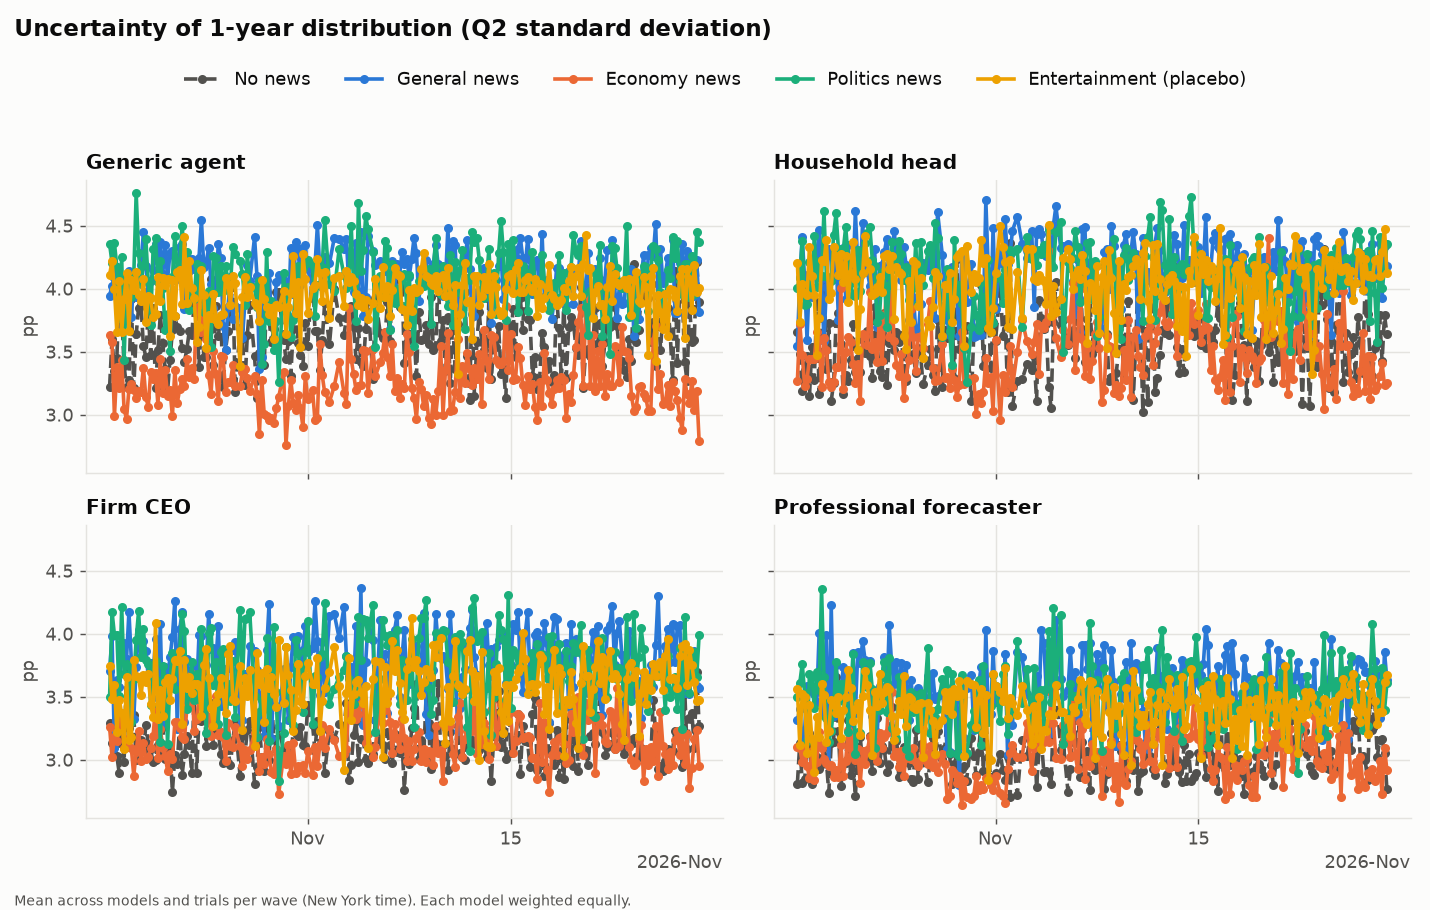 Uncertainty of 1-year distribution (Q2 standard deviation)
No news General news Economy news Politics news Entertainment (placebo)
Generic agent Household head
4.5
4.0
3.5
3.0
pp pp
Firm CEO Professional forecaster
4.5
4.0
3.5
3.0
pp pp
Nov 15 Nov 15
2026-Nov 2026-Nov
Mean across models and trials per wave (New York time). Each model weighted equally.